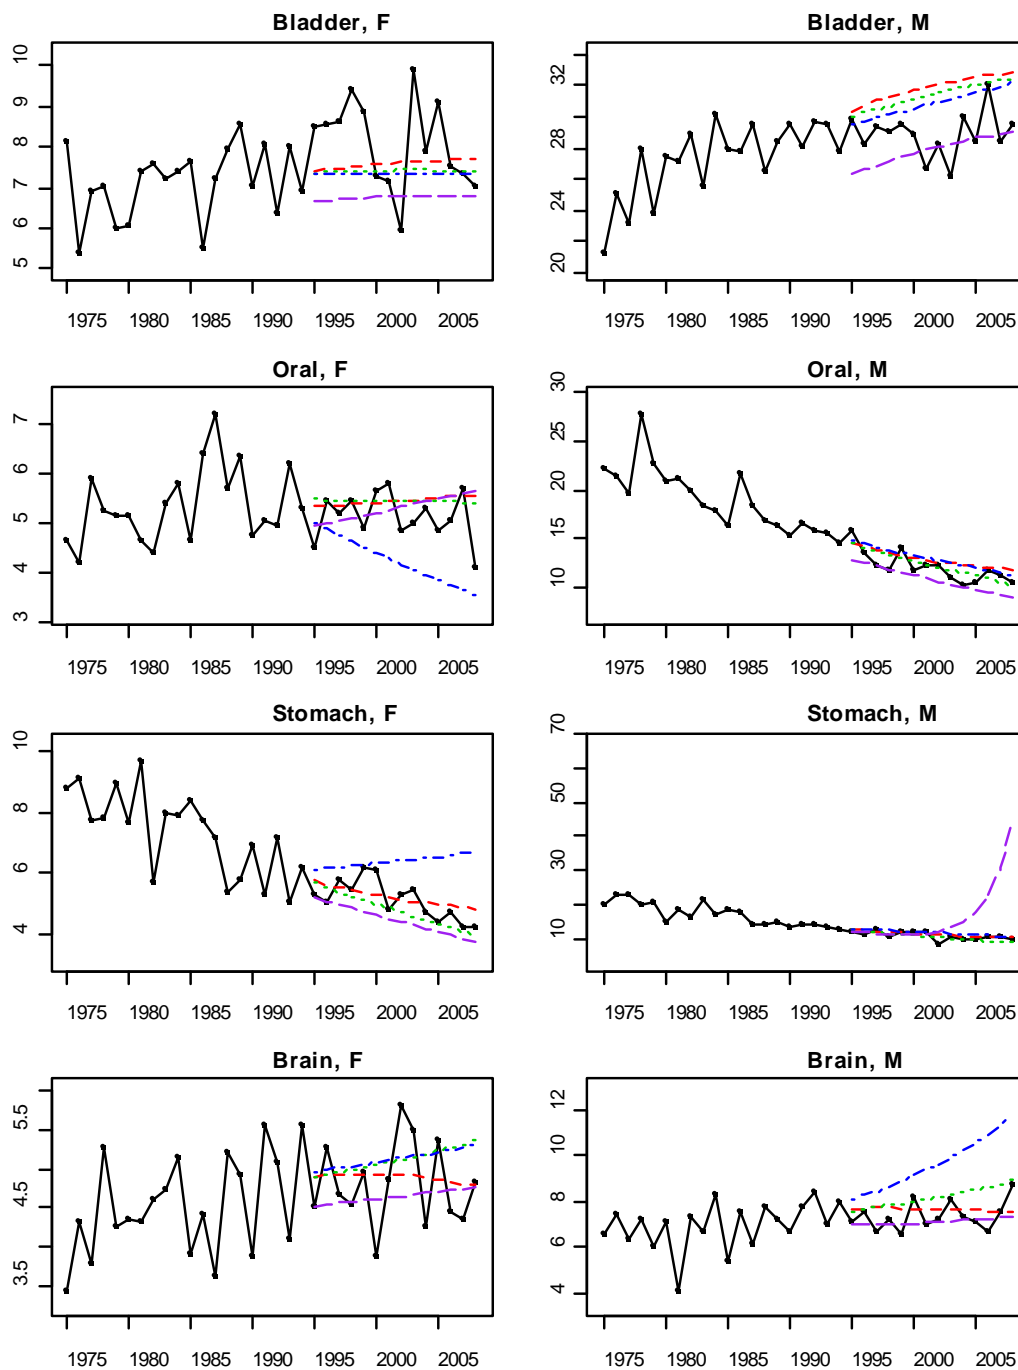 Bladder, F
5 6 7 8 9 10
1975 1980 1985 1990 1995 2000 2005
Bladder, M
20 24 28 32
1975 1980 1985 1990 1995 2000 2005
Oral, F
3 4 5 6 7
1975 1980 1985 1990 1995 2000 2005
Oral, M
10 15 20 25 30
1975 1980 1985 1990 1995 2000 2005
Stomach, F
4 6 8 10
1975 1980 1985 1990 1995 2000 2005
Stomach, M
10 30 50 70
1975 1980 1985 1990 1995 2000 2005
Brain, F
3.5 4.5 5.5
1975 1980 1985 1990 1995 2000 2005
Brain, M
4 6 8 10 12
1975 1980 1985 1990 1995 2000 2005